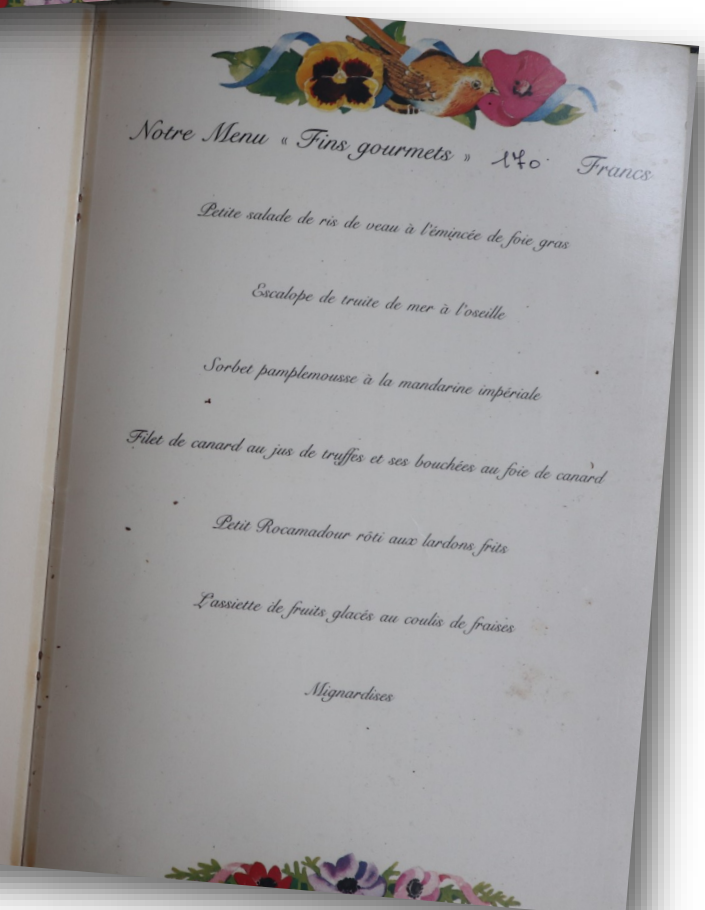 Notre Menu « Fins gourmets » 170 Francs
Petite salade de ris de veau à l'émincée de foie gras
Escalope de truite de mer à l'oseille
Sorbet pamplemousse à la mandarine impériale
Filet de canard au jus de truffes et ses bouchées au foie de canard
Petit Rocamadour rôti aux lardons frits
L'assiette de fruits glacés au coulis de fraises
Mignardises